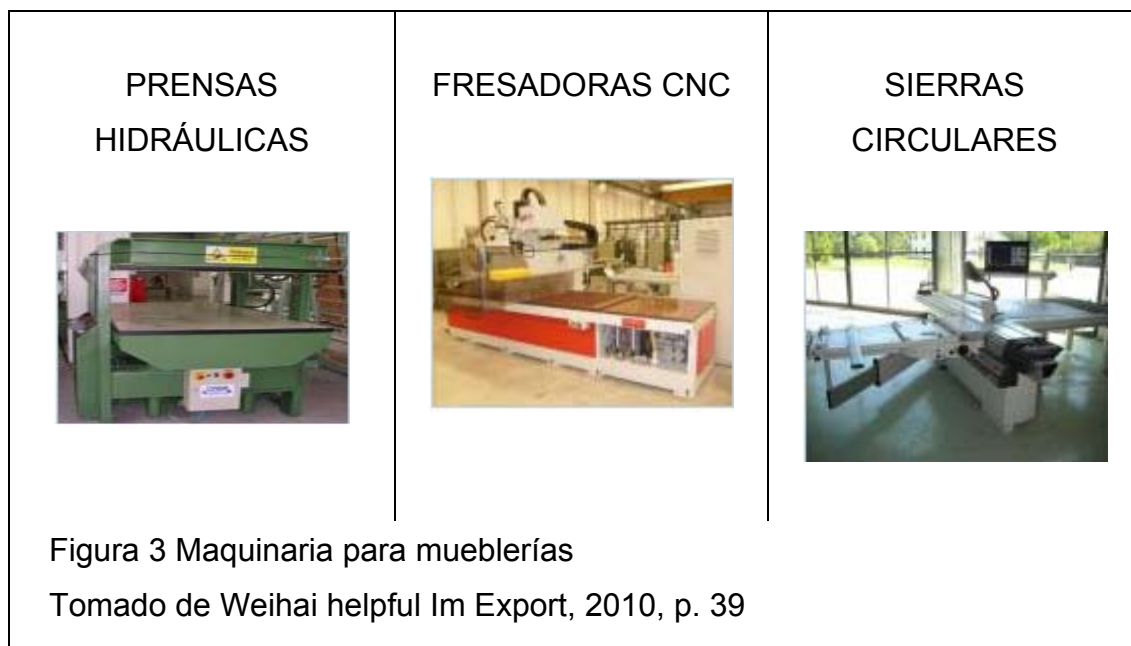 PRENSAS
HIDRÁULICAS
FRESADORAS CNC
SIERRAS
CIRCULARES
Figura 3 Maquinaria para mueblerías
Tomado de Weihai helpful Im Export, 2010, p. 39